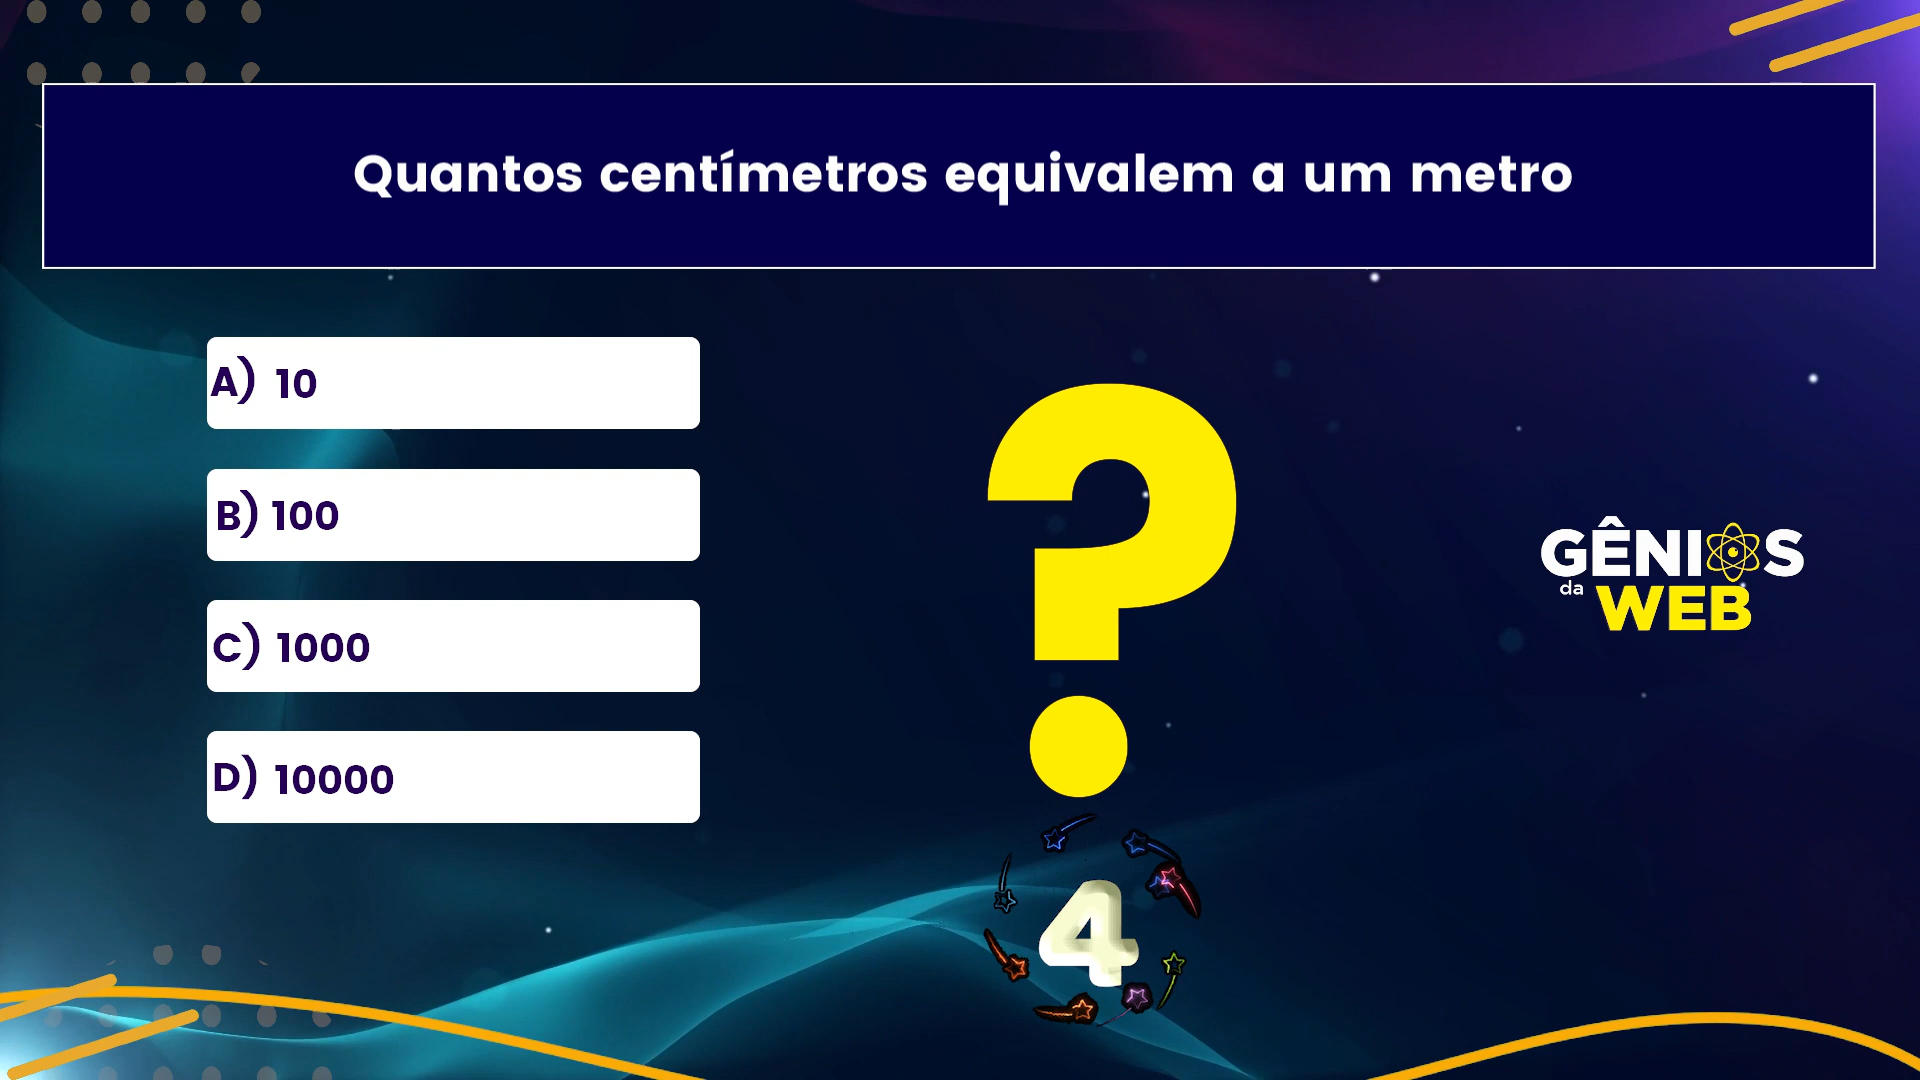 Quantos centímetros equivalem a um metro
A) 10
B) 100
C) 1000
D) 10000
GÊNIOS
da WEB
4